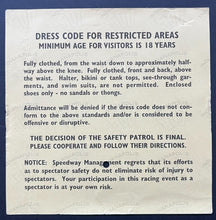 DRESS CODE FOR RESTRICTED AREAS
MINIMUM AGE FOR VISITORS IS 18 YEARS
Fully clothed, from the waist down to approximately half-
way above the knee. Fully clothed, front and back, above
the waist. Halter, bikini or tank tops, see-through gar-
ments, and swim suits, are not permitted. Enclosed
shoes only - no sandals or thongs.
Admittance will be denied if the dress code does not con-
form to the above standards and/or is considered to be
offensive or disruptive.
THE DECISION OF THE SAFETY PATROL IS FINAL.
PLEASE COOPERATE AND FOLLOW THEIR DIRECTIONS.
NOTICE: Speedway Management regrets that its efforts
as to spectator safety do not eliminate risk of injury to
spectators. Your participation in this racing event as a
spectator is at your own risk.